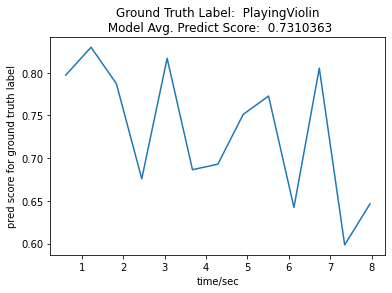 Ground Truth Label:  PlayingViolin
Model Avg. Predict Score:  0.7310363
pred score for ground truth label
0.80
0.75
0.70
0.65
0.60
1 2 3 4 5 6 7 8
time/sec